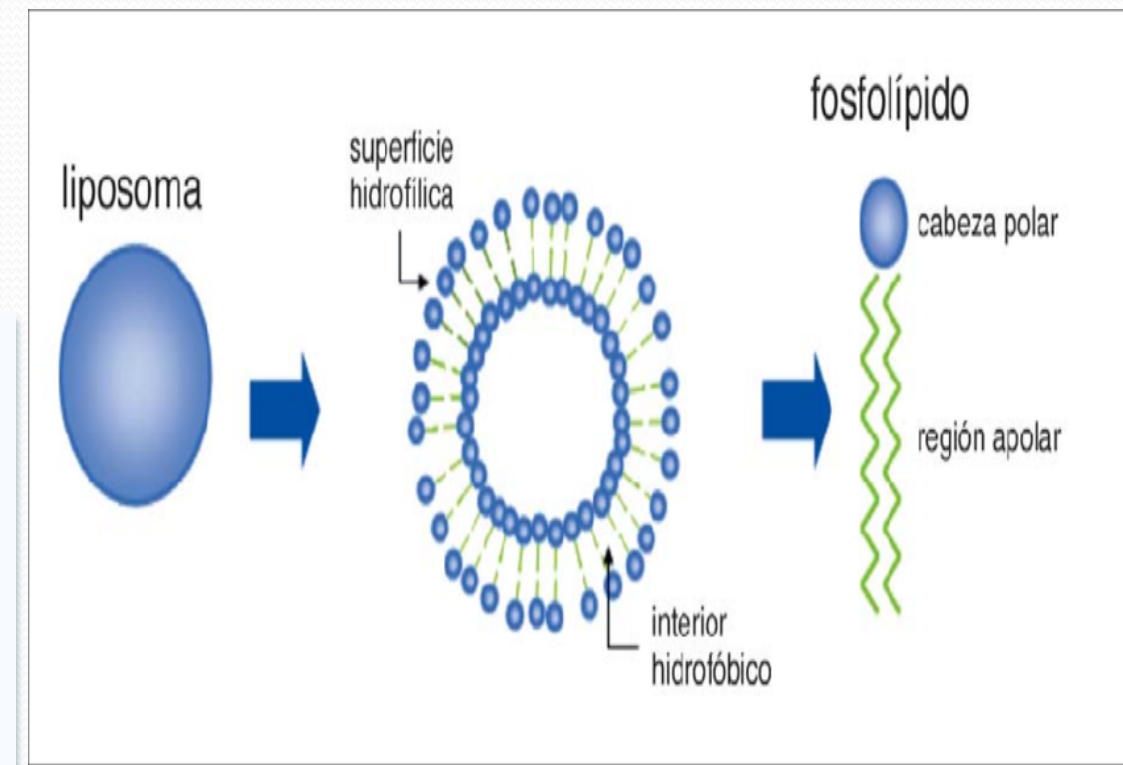 liposoma
superficie
hidrofílica
fosfolípido
cabeza polar
región apolar
interior
hidrofóbico